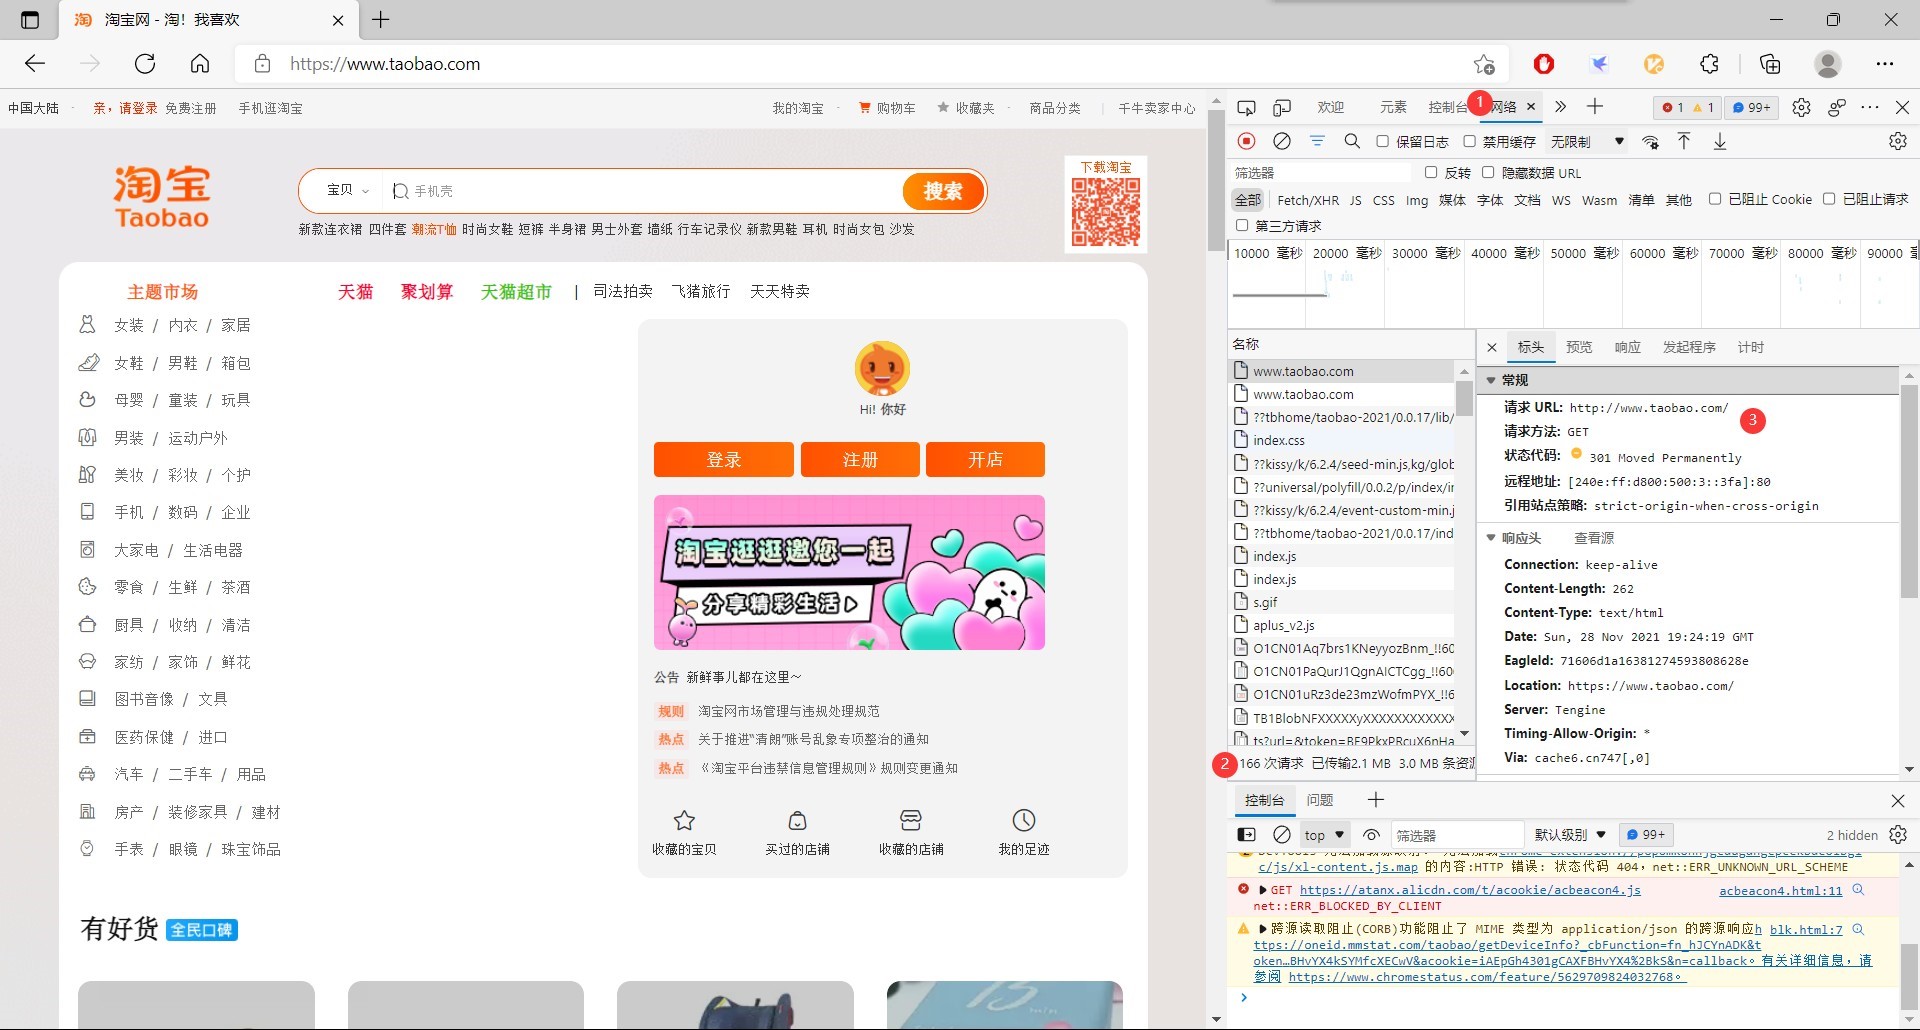 淘宝网 - 淘！我喜欢
https://www.taobao.com
中国大陆 亲，请登录 免费注册 手机逛淘宝
我的淘宝 购物车 收藏夹 商品分类 千牛卖家中心
淘宝
Taobao
宝贝 手机壳 搜索
新款连衣裙 四件套 潮流T恤 时尚女鞋 短裤 半身裙 男士外套 墙纸 行车记录仪 新款男鞋 耳机 时尚女包 沙发
下载淘宝
主题市场
天猫 聚划算 天猫超市 | 司法拍卖 飞猪旅行 天天特卖
女装 / 内衣 / 家居
女鞋 / 男鞋 / 箱包
母婴 / 童装 / 玩具
男装 / 运动户外
美妆 / 彩妆 / 个护
手机 / 数码 / 企业
大家电 / 生活电器
零食 / 生鲜 / 茶酒
厨具 / 收纳 / 清洁
家纺 / 家饰 / 鲜花
图书音像 / 文具
医药保健 / 进口
汽车 / 二手车 / 用品
房产 / 装修家具 / 建材
手表 / 眼镜 / 珠宝饰品
Hi! 你好
登录 注册 开店
淘宝逛逛邀您一起
分享精彩生活
公告 新鲜事儿都在这里~
规则 淘宝网市场管理与违规处理规范
热点 关于推进“清朗”账号乱象专项整治的通知
热点 《淘宝平台违禁信息管理规则》规则变更通知
收藏的宝贝 买过的店铺 收藏的店铺 我的足迹
有好货 全民口碑
欢迎 元素 控制台 1 网络 1 1 99+
保留日志 禁用缓存 无限制
筛选器 反转 隐藏数据 URL
全部 Fetch/XHR JS CSS Img 媒体 字体 文档 WS Wasm 清单 其他 已阻止 Cookie 已阻止请求
第三方请求
10000 毫秒 20000 毫秒 30000 毫秒 40000 毫秒 50000 毫秒 60000 毫秒 70000 毫秒 80000 毫秒 90000
名称
www.taobao.com
www.taobao.com
??tbhome/taobao-2021/0.0.17/lib/
index.css
??kissy/k/6.2.4/seed-min.js,kg/glob
??universal/polyfill/0.0.2/p/index/in
??kissy/k/6.2.4/event-custom-min.j
??tbhome/taobao-2021/0.0.17/ind
index.js
index.js
s.gif
aplus_v2.js
O1CN01Aq7brs1KNeyyozBnm_!!60
O1CN01PaQurJ1QgnAICTCgg_!!60
O1CN01uRz3de23mzWofmPYX_!!6
TB1BlobNFXXXXXyXXXXXXXXXXXX
ts?url=&token=BF9PkxPRcuX6nHa
2 166 次请求 已传输2.1 MB 3.0 MB 条资源
标头 预览 响应 发起程序 计时
常规
请求 URL: http://www.taobao.com/ 3
请求方法: GET
状态代码: 301 Moved Permanently
远程地址: [240e:ff:d800:500:3::3fa]:80
引用站点策略: strict-origin-when-cross-origin
响应头 查看源
Connection: keep-alive
Content-Length: 262
Content-Type: text/html
Date: Sun, 28 Nov 2021 19:24:19 GMT
EagleId: 71606d1a16381274593808628e
Location: https://www.taobao.com/
Server: Tengine
Timing-Allow-Origin: *
Via: cache6.cn747[,0]
控制台 问题
top 筛选器 默认级别 99+ 2 hidden
c/js/xl-content.js.map 的内容:HTTP 错误: 状态代码 404, net::ERR_UNKNOWN_URL_SCHEME
GET https://atanx.alicdn.com/t/acookie/acbeacon4.js acbeacon4.html:11
net::ERR_BLOCKED_BY_CLIENT
跨源读取阻止(CORB)功能阻止了 MIME 类型为 application/json 的跨源响应h blk.html:7
ttps://oneid.mmstat.com/taobao/getDeviceInfo?_cbFunction=fn_hJCYnADK&t
oken…BHvYX4kSYMfcXECwV&acookie=iAEpGh4301gCAXFBHvYX4%2BkS&n=callback。有关详细信息，请
参阅 https://www.chromestatus.com/feature/5629709824032768。